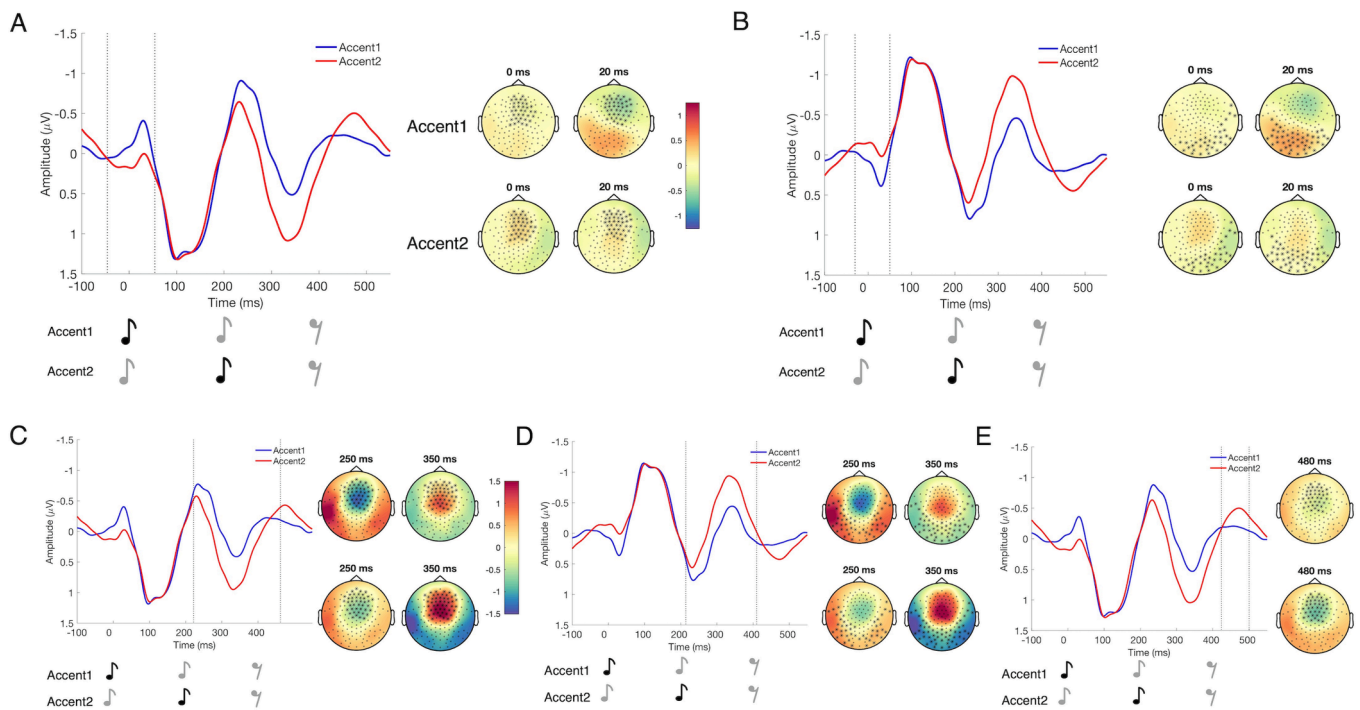 A
-1.5
-1
-0.5
0
0.5
1
1.5
Amplitude (μV)
Accent1
Accent2
-100 0 100 200 300 400 500
Time (ms)
Accent1
Accent2
0 ms 20 ms
Accent1
0 ms 20 ms
Accent2
1
0.5
0
-0.5
-1
B
-1.5
-1
-0.5
0
0.5
1
1.5
Amplitude (μV)
Accent1
Accent2
-100 0 100 200 300 400 500
Time (ms)
Accent1
Accent2
0 ms 20 ms
0 ms 20 ms
C
-1.5
-1
-0.5
0
0.5
1
1.5
Amplitude (μV)
Accent1
Accent2
-100 0 100 200 300 400
Time (ms)
Accent1
Accent2
250 ms 350 ms
250 ms 350 ms
1.5
1
0.5
0
-0.5
-1
-1.5
D
-1.5
-1
-0.5
0
0.5
1
1.5
Amplitude (μV)
Accent1
Accent2
-100 0 100 200 300 400 500
Time (ms)
Accent1
Accent2
250 ms 350 ms
250 ms 350 ms
E
-1.5
-1
-0.5
0
0.5
1
1.5
Amplitude (μV)
Accent1
Accent2
-100 0 100 200 300 400 500
Time (ms)
Accent1
Accent2
480 ms
480 ms